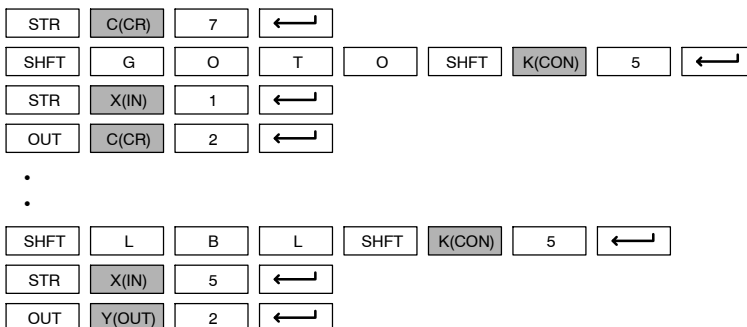 STR C(CR) 7
SHFT G O T O SHFT K(CON) 5
STR X(IN) 1
OUT C(CR) 2
SHFT L B L SHFT K(CON) 5
STR X(IN) 5
OUT Y(OUT) 2